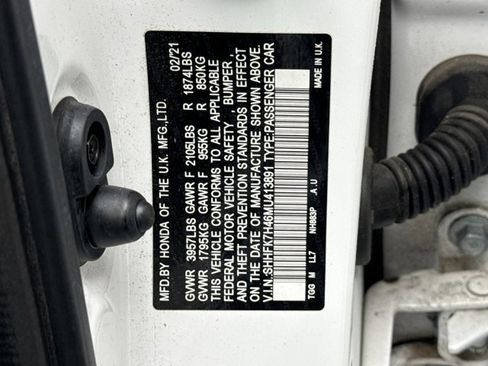 MFD.BY HONDA OF THE U.K. MFG.,LTD. 02/'21
GVWR 3957LBS GAWR F 2105LBS R 1874LBS
GVWR 1795KG GAWR F 955KG R 850KG
THIS VEHICLE CONFORMS TO ALL APPLICABLE
FEDERAL MOTOR VEHICLE SAFETY, BUMPER,
AND THEFT PREVENTION STANDARDS IN EFFECT
ON THE DATE OF MANUFACTURE SHOWN ABOVE.
V.I.N.:SHHFK7H46MU413891 TYPE:PASSENGER CAR
TGG M LL7 NH883P .A.U MADE IN U.K.